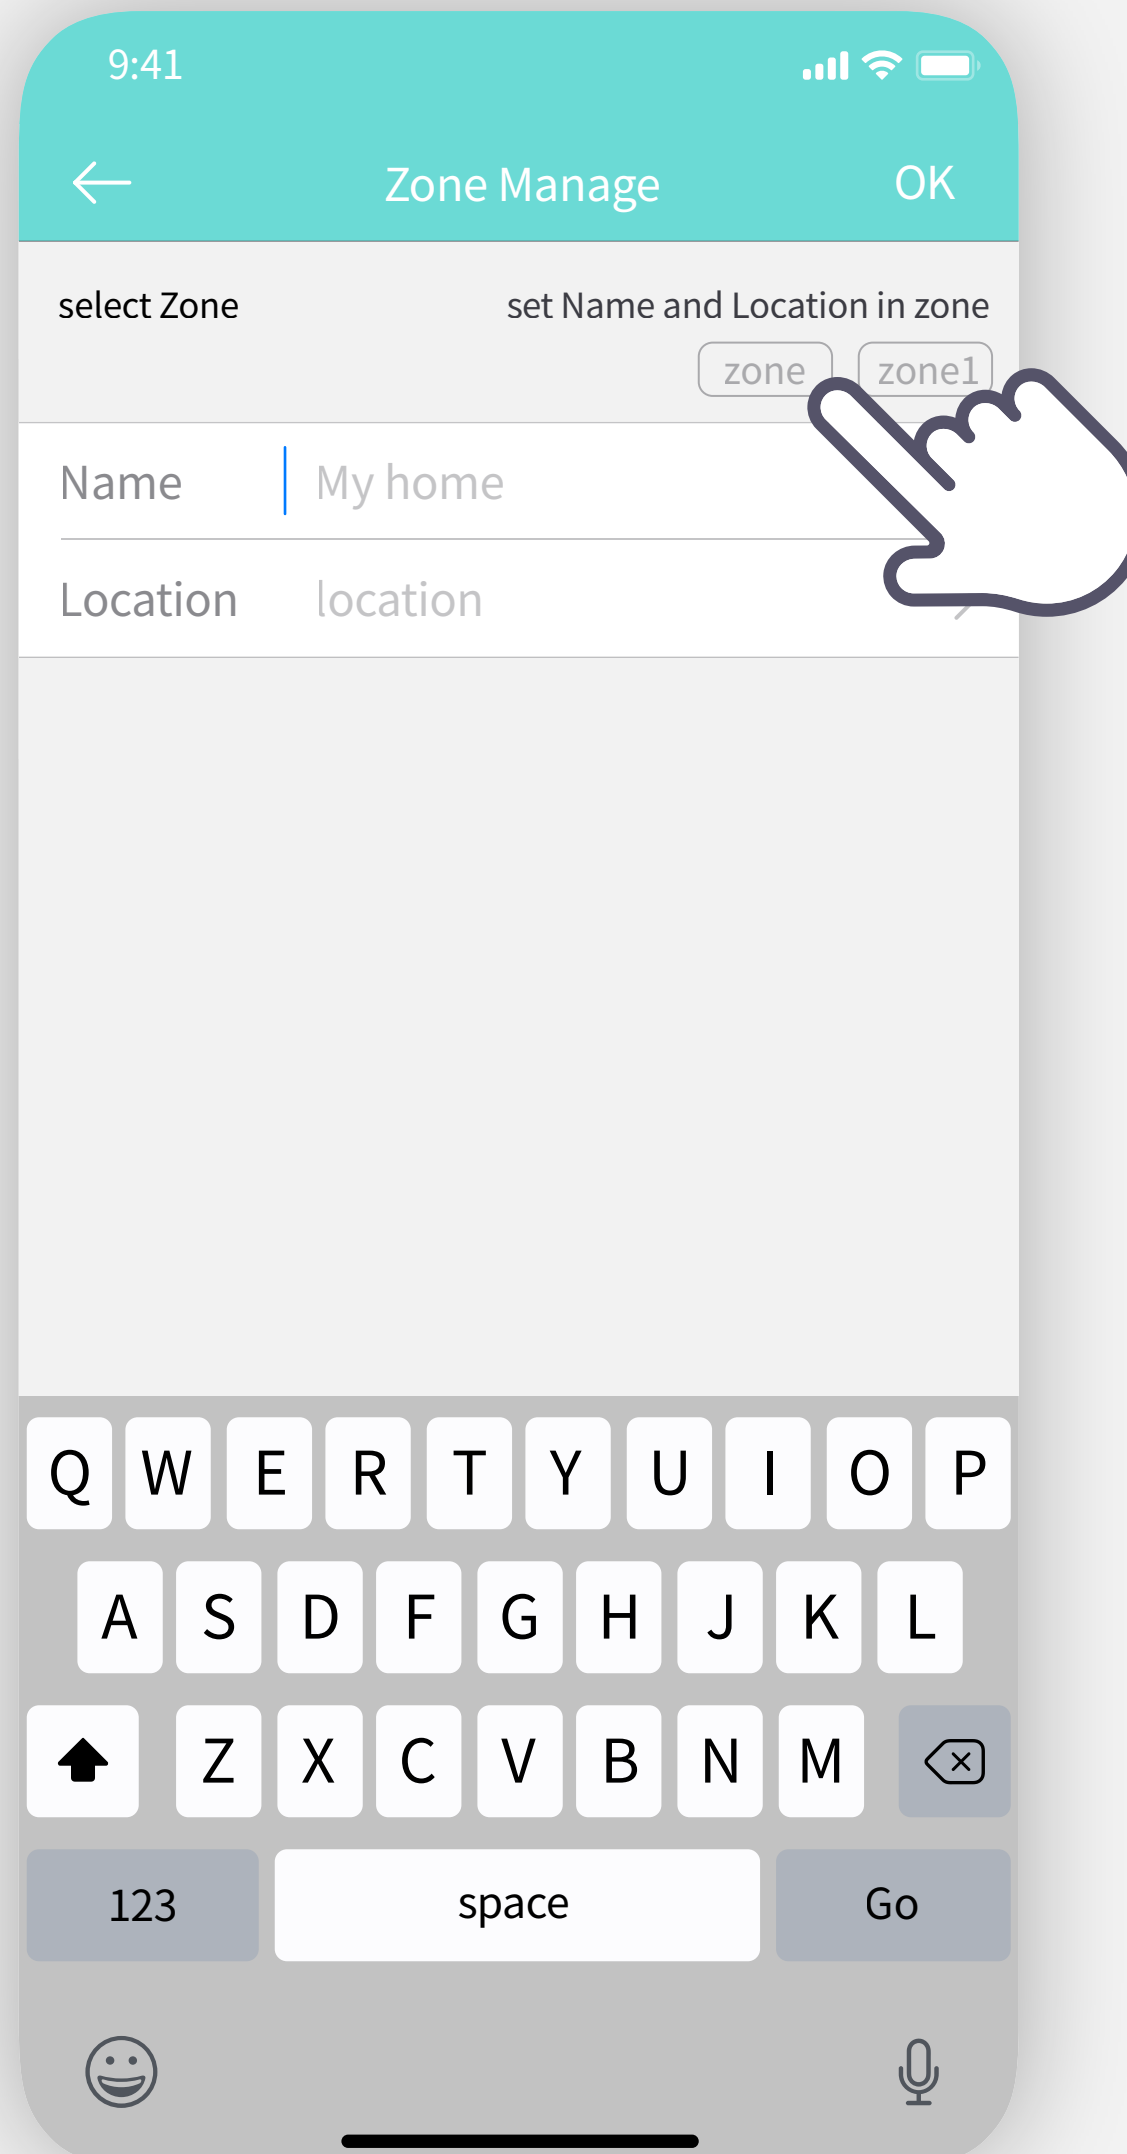 9:41
Zone Manage OK
select Zone set Name and Location in zone
zone zone1
Name My home
Location location
Q W E R T Y U I O P
A S D F G H J K L
Z X C V B N M
123 space Go